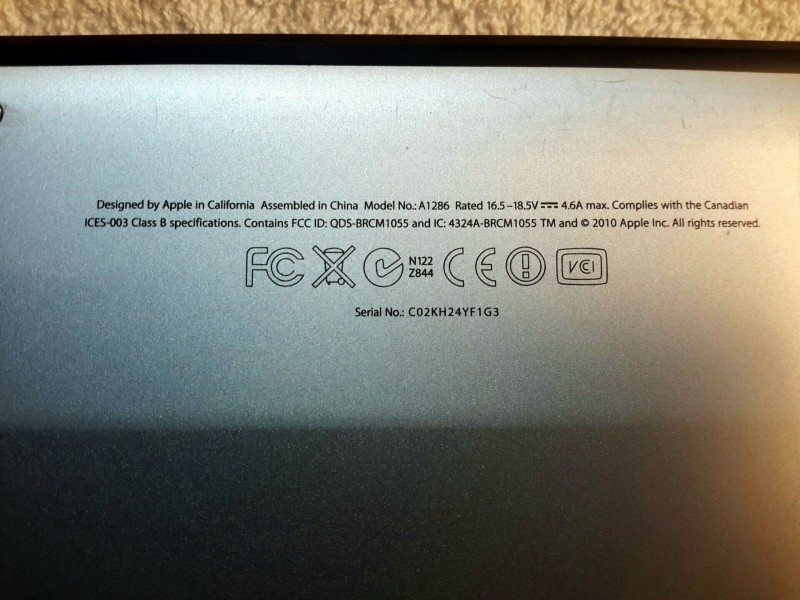 Designed by Apple in California Assembled in China Model No.: A1286 Rated 16.5–18.5V⎓ 4.6A max. Complies with the Canadian
ICES-003 Class B specifications. Contains FCC ID: QDS-BRCM1055 and IC: 4324A-BRCM1055 TM and © 2010 Apple Inc. All rights reserved.
FC N122 CE VCI
Z844
Serial No.: C02KH24YF1G3